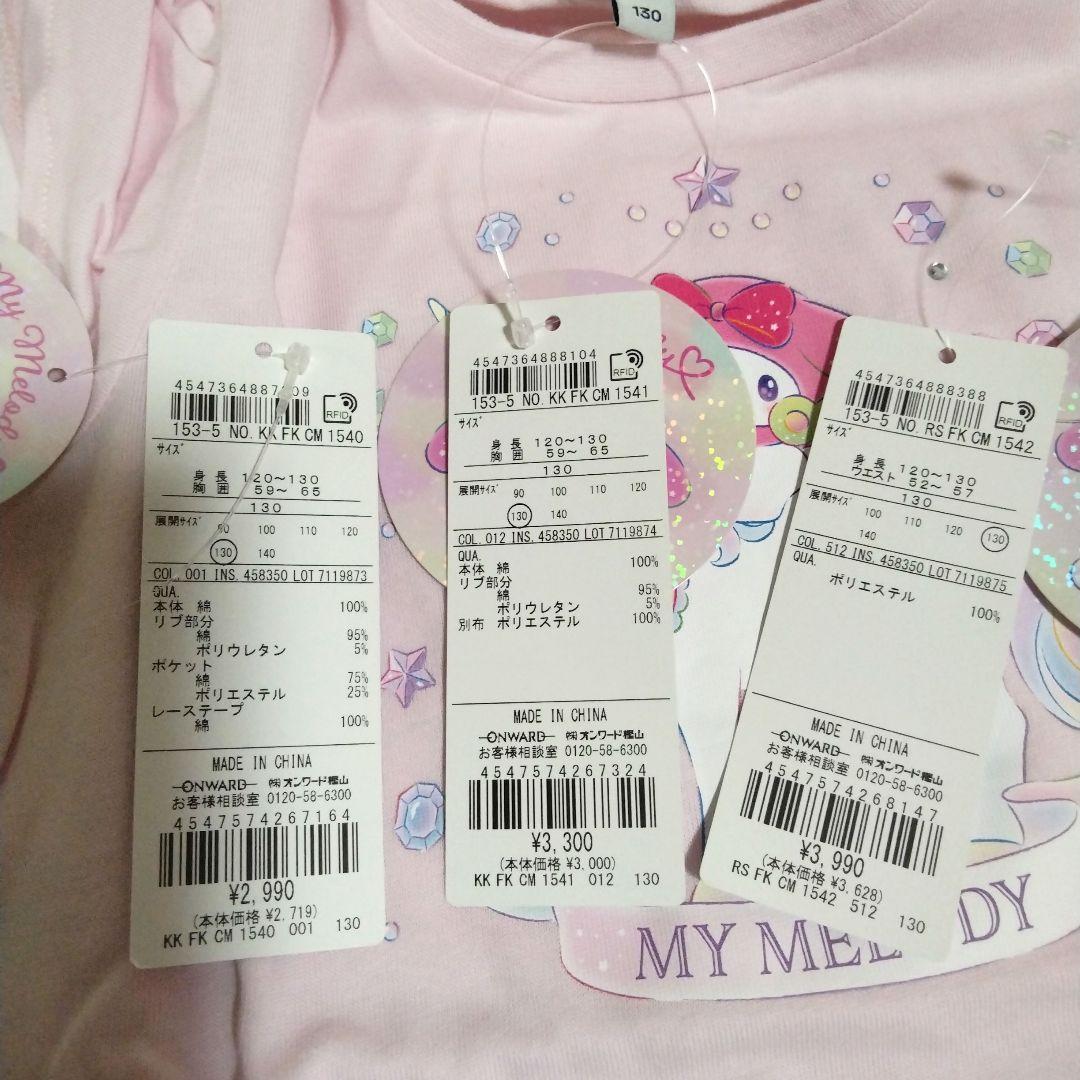 130
My Melod
4547364887
09
RFID
153-5 NO. KK FK CM 1540
サイズ
身長 120〜130
胸囲 59〜 65
130
展開サイズ 90 100 110 120
130 140
COL. 001 INS. 458350 LOT 7119873
QUA.
本体 綿 100%
リブ部分
綿 95%
ポリウレタン 5%
ポケット
綿 75%
ポリエステル 25%
レーステープ
綿 100%
MADE IN CHINA
ONWARD ㈱オンワード樫山
お客様相談室 0120-58-6300
4547574267164
¥2,990
(本体価格 ¥2,719)
KK FK CM 1540 001 130
4547364888104
RFID
153-5 NO. KK FK CM 1541
サイズ
身長 120〜130
胸囲 59〜 65
130
展開サイズ 90 100 110 120
130 140
COL. 012 INS. 458350 LOT 7119874
QUA.
本体 綿 100%
リブ部分
綿 95%
ポリウレタン 5%
別布 ポリエステル 100%
MADE IN CHINA
ONWARD ㈱オンワード樫山
お客様相談室 0120-58-6300
4547574267324
¥3,300
(本体価格 ¥3,000)
KK FK CM 1541 012 130
4547364888388
RFID
153-5 NO. RS FK CM 1542
サイズ
身長 120〜130
ウエスト 52〜 57
130
展開サイズ 100 110 120 130
140
COL. 512 INS. 458350 LOT 7119875
QUA.
ポリエステル 100%
MADE IN CHINA
ONWARD ㈱オンワード樫山
お客様相談室 0120-58-6300
4547574268147
¥3,990
(本体価格 ¥3,628)
RS FK CM 1542 512 130
MY MEL DY